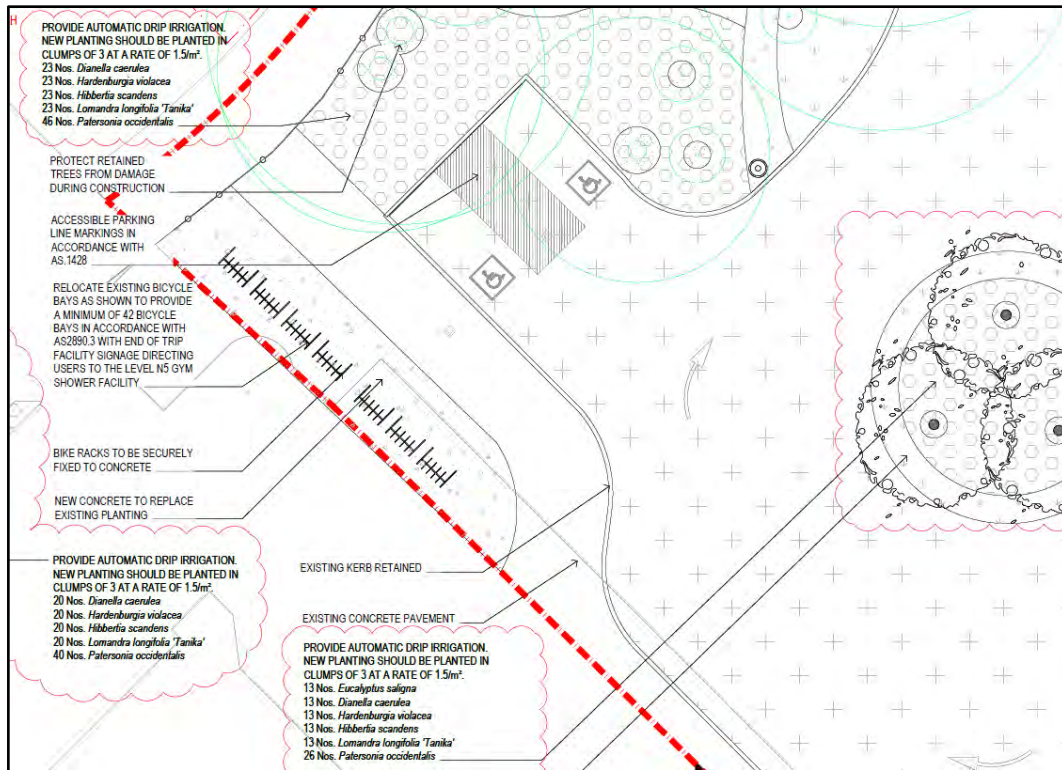 H
PROVIDE AUTOMATIC DRIP IRRIGATION.
NEW PLANTING SHOULD BE PLANTED IN
CLUMPS OF 3 AT A RATE OF 1.5/m².
23 Nos. Dianella caerulea
23 Nos. Hardenburgia violacea
23 Nos. Hibbertia scandens
23 Nos. Lomandra longifolia 'Tanika'
46 Nos. Patersonia occidentalis
PROTECT RETAINED
TREES FROM DAMAGE
DURING CONSTRUCTION
ACCESSIBLE PARKING
LINE MARKINGS IN
ACCORDANCE WITH
AS.1428
RELOCATE EXISTING BICYCLE
BAYS AS SHOWN TO PROVIDE
A MINIMUM OF 42 BICYCLE
BAYS IN ACCORDANCE WITH
AS2890.3 WITH END OF TRIP
FACILITY SIGNAGE DIRECTING
USERS TO THE LEVEL N5 GYM
SHOWER FACILITY
BIKE RACKS TO BE SECURELY
FIXED TO CONCRETE
NEW CONCRETE TO REPLACE
EXISTING PLANTING
PROVIDE AUTOMATIC DRIP IRRIGATION.
NEW PLANTING SHOULD BE PLANTED IN
CLUMPS OF 3 AT A RATE OF 1.5/m².
20 Nos. Dianella caerulea
20 Nos. Hardenburgia violacea
20 Nos. Hibbertia scandens
20 Nos. Lomandra longifolia 'Tanika'
40 Nos. Patersonia occidentalis
EXISTING KERB RETAINED
EXISTING CONCRETE PAVEMENT
PROVIDE AUTOMATIC DRIP IRRIGATION.
NEW PLANTING SHOULD BE PLANTED IN
CLUMPS OF 3 AT A RATE OF 1.5/m².
13 Nos. Eucalyptus saligna
13 Nos. Dianella caerulea
13 Nos. Hardenburgia violacea
13 Nos. Hibbertia scandens
13 Nos. Lomandra longifolia 'Tanika'
26 Nos. Patersonia occidentalis